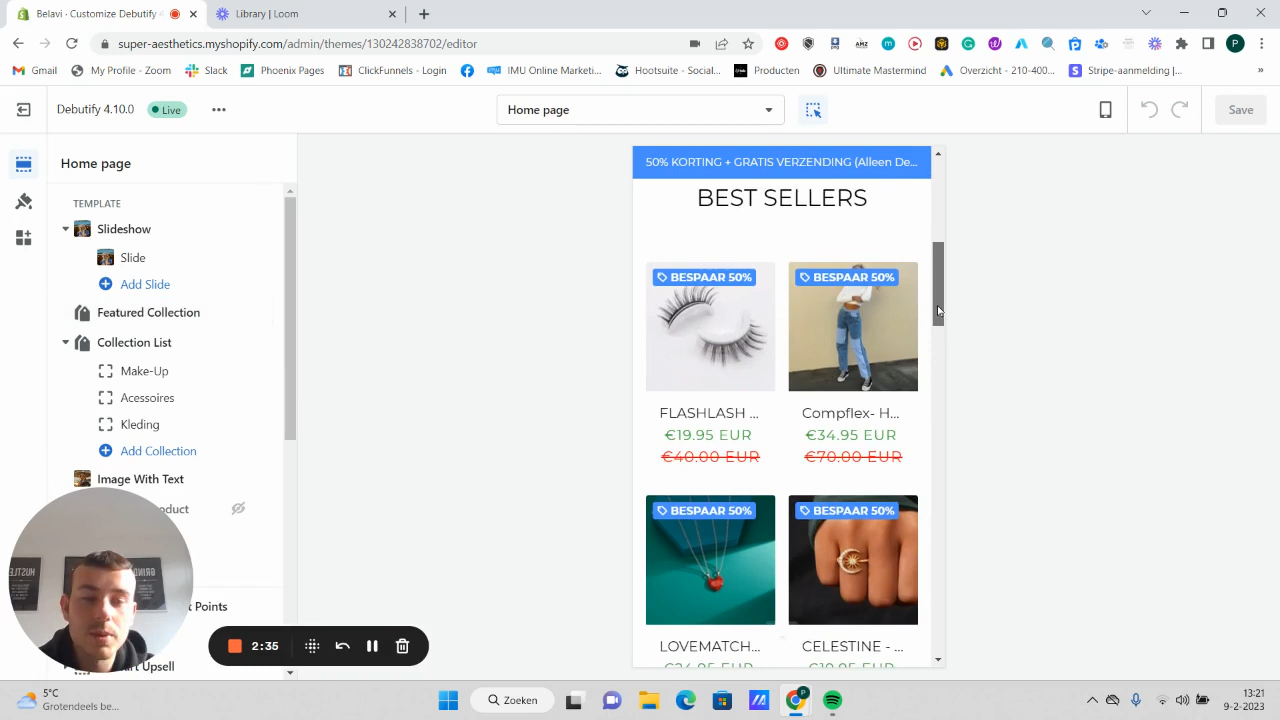 Belavi - Customize Debutify
Library | Loom
super-aesthetics.myshopify.com/admin/themes/130242838702/editor
Gmail
My Profile - Zoom
Slack
Phoenix Pages
ClickFunnels - Login
IMU Online Marketi...
Hootsuite - Social...
Producten
Ultimate Mastermind
Overzicht - 210-400...
Stripe-aanmelding |...
Debutify 4.10.0
Live
Home page
Save
Home page
TEMPLATE
Slideshow
Slide
Add Slide
Featured Collection
Collection List
Make-Up
Acessoires
Kleding
Add Collection
Image With Text
oduct
t Points
art Upsell
50% KORTING + GRATIS VERZENDING (Alleen De...
BEST SELLERS
BESPAAR 50%
BESPAAR 50%
FLASHLASH ...
Compflex- H...
€19.95 EUR
€34.95 EUR
€40.00 EUR
€70.00 EUR
BESPAAR 50%
BESPAAR 50%
LOVEMATCH...
CELESTINE - ...
HUSTLE
2:35
5°C
Grotendeels be...
Zoeken
9-2-2023